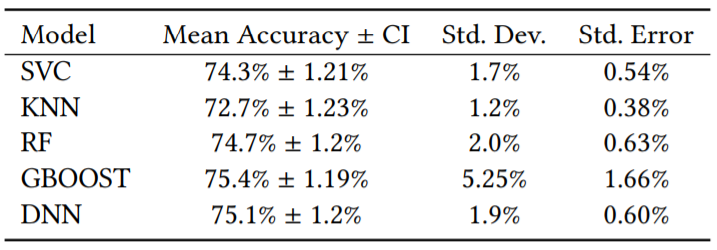 Model Mean Accuracy ± CI Std. Dev. Std. Error
SVC 74.3% ± 1.21% 1.7% 0.54%
KNN 72.7% ± 1.23% 1.2% 0.38%
RF 74.7% ± 1.2% 2.0% 0.63%
GBOOST 75.4% ± 1.19% 5.25% 1.66%
DNN 75.1% ± 1.2% 1.9% 0.60%